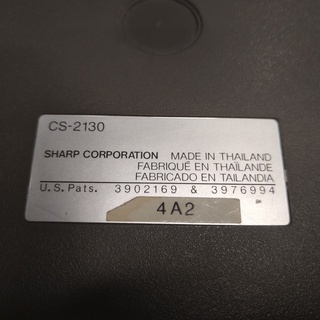 CS-2130
SHARP CORPORATION MADE IN THAILAND
FABRIQUÉ EN THAÏLANDE
FABRICADO EN TAILANDIA
U.S. Pats. 3902169 & 3976994
4A2